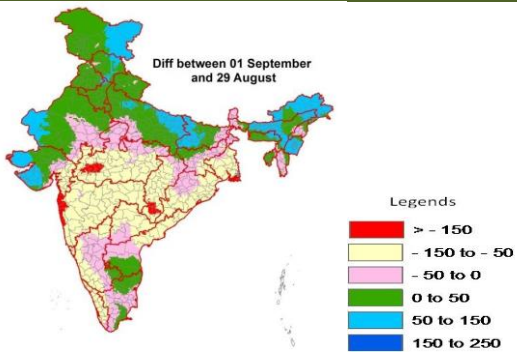 Diff between 01 September
and 29 August
Legends
> - 150
- 150 to - 50
- 50 to 0
0 to 50
50 to 150
150 to 250